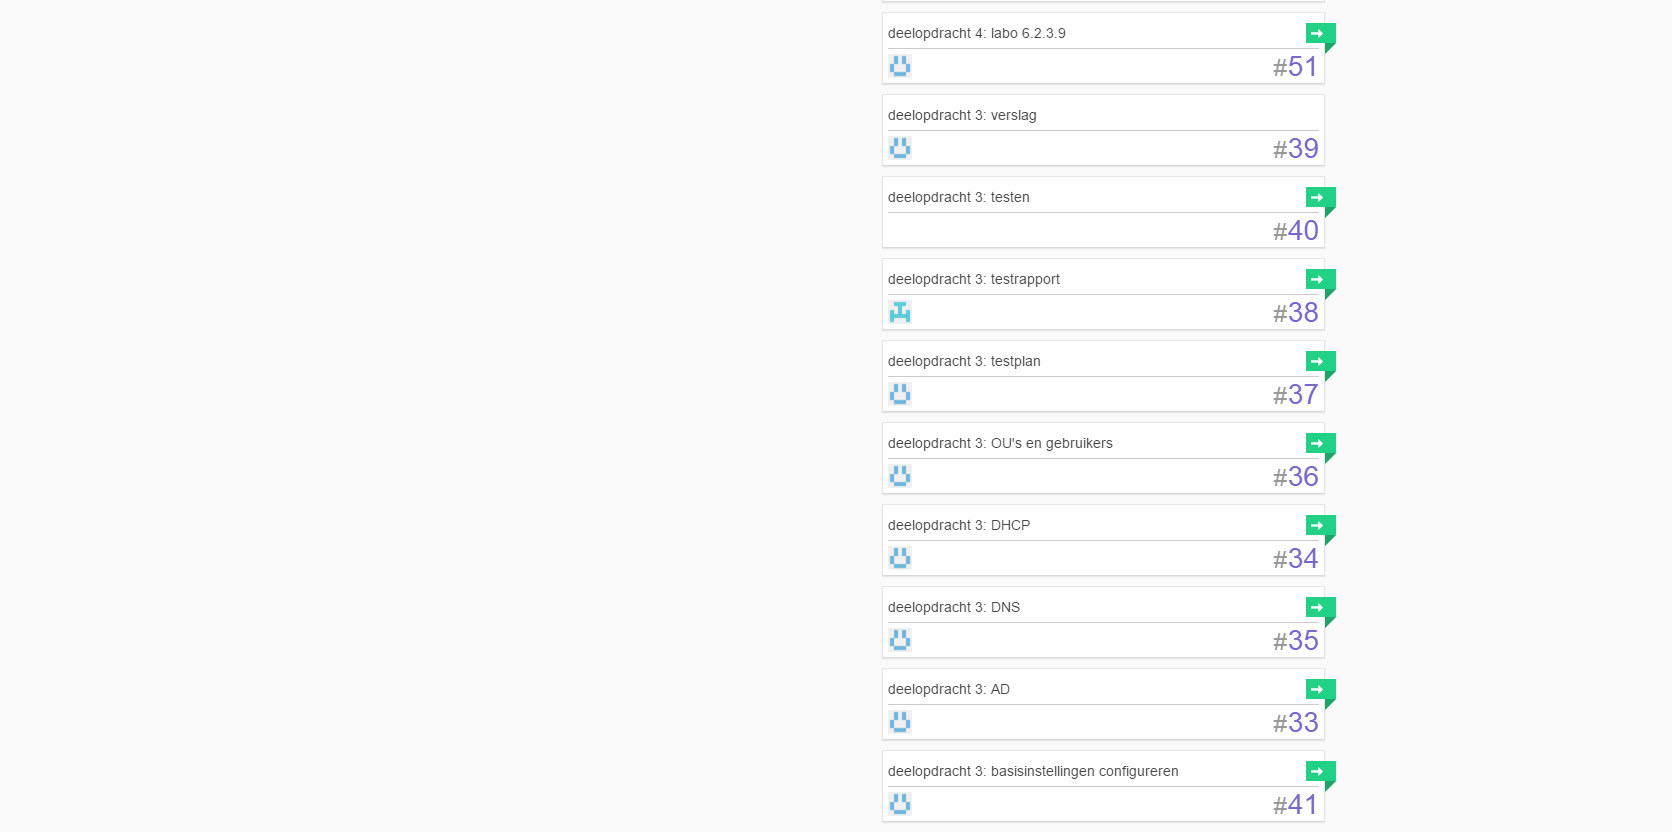 deelopdracht 4: labo 6.2.3.9
#51
deelopdracht 3: verslag
#39
deelopdracht 3: testen
#40
deelopdracht 3: testrapport
#38
deelopdracht 3: testplan
#37
deelopdracht 3: OU's en gebruikers
#36
deelopdracht 3: DHCP
#34
deelopdracht 3: DNS
#35
deelopdracht 3: AD
#33
deelopdracht 3: basisinstellingen configureren
#41